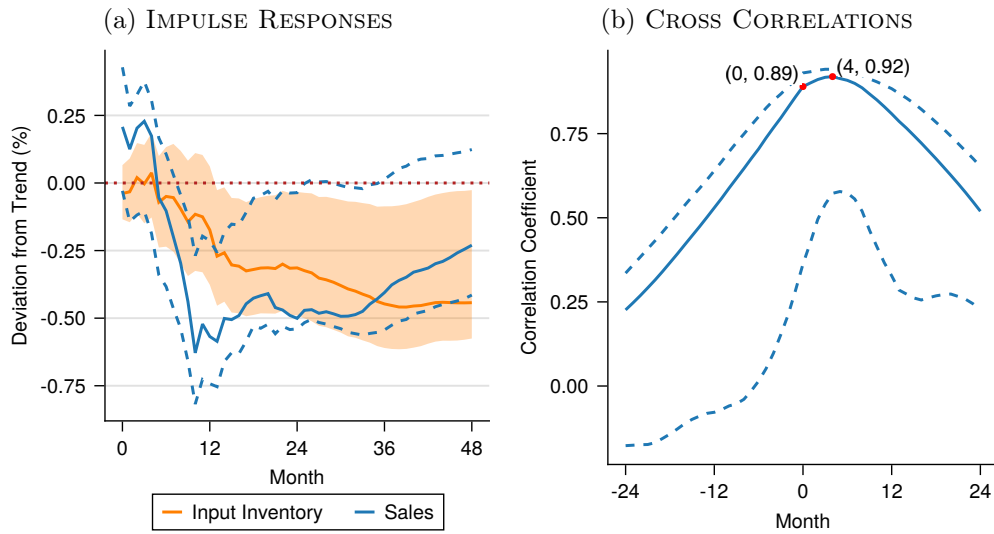 (a) IMPULSE RESPONSES
Deviation from Trend (%)
0.25
0.00
-0.25
-0.50
-0.75
0 12 24 36 48
Month
Input Inventory Sales
(b) CROSS CORRELATIONS
Correlation Coefficient
(0, 0.89)
(4, 0.92)
0.75
0.50
0.25
0.00
-24 -12 0 12 24
Month